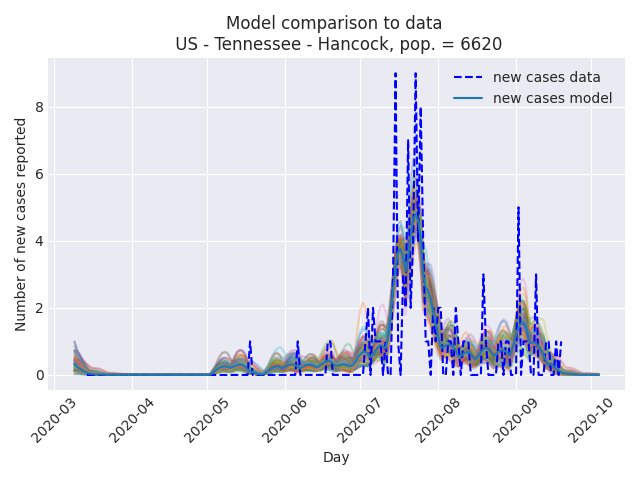 Model comparison to data
US - Tennessee - Hancock, pop. = 6620
new cases data
new cases model
Number of new cases reported
8
6
4
2
0
2020-03
2020-04
2020-05
2020-06
2020-07
2020-08
2020-09
2020-10
Day